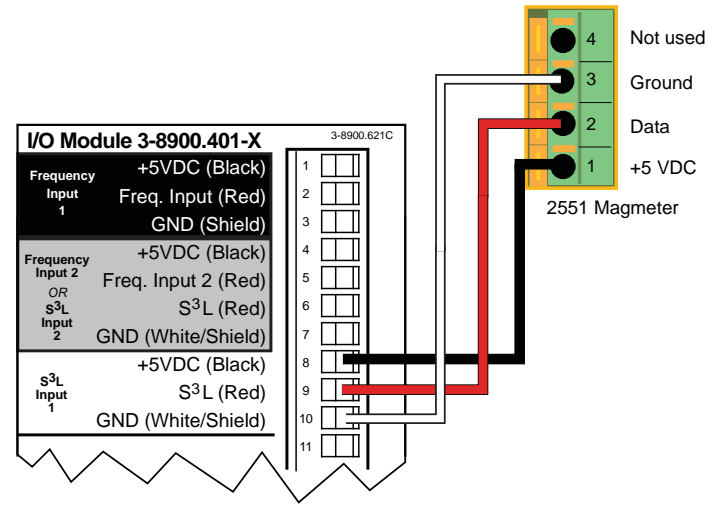 I/O Module 3-8900.401-X
3-8900.621C
Frequency
Input
1
+5VDC (Black)
Freq. Input (Red)
GND (Shield)
Frequency
Input 2
OR
S3L
Input
2
+5VDC (Black)
Freq. Input 2 (Red)
S3L (Red)
GND (White/Shield)
S3L
Input
1
+5VDC (Black)
S3L (Red)
GND (White/Shield)
1
2
3
4
5
6
7
8
9
10
11
4 Not used
3 Ground
2 Data
1 +5 VDC
2551 Magmeter